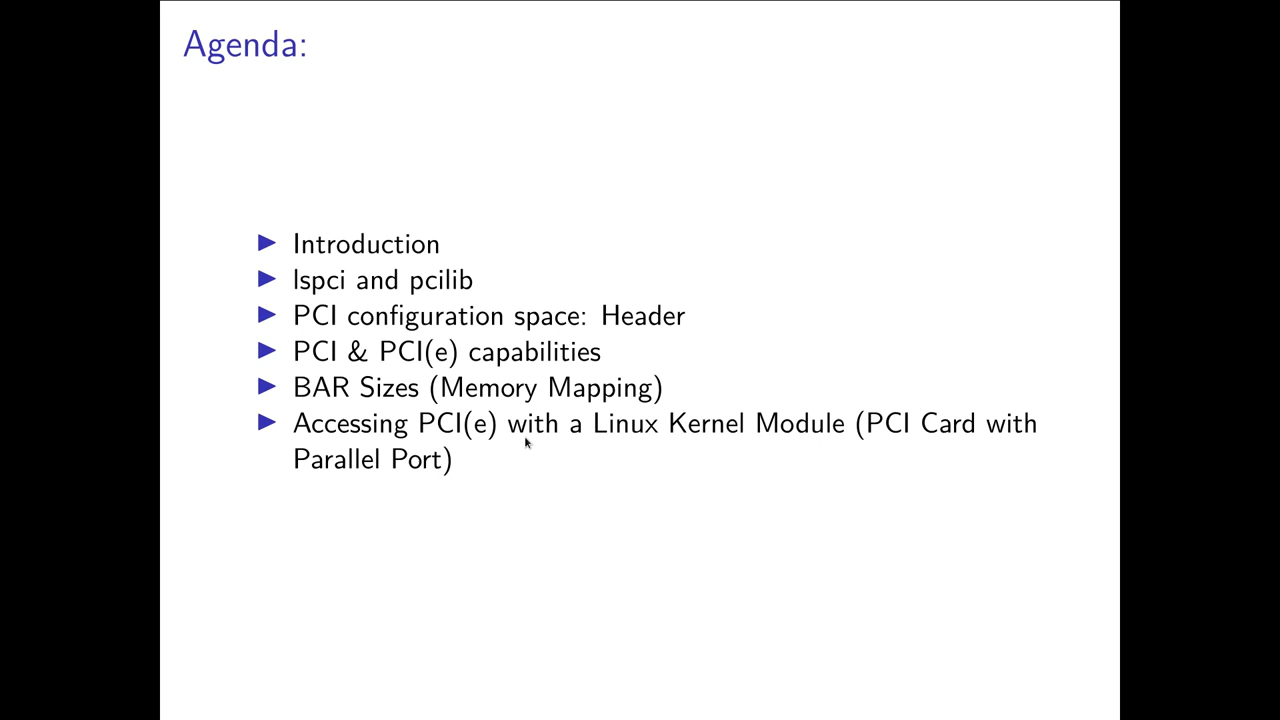 Agenda:
Introduction
lspci and pcilib
PCI configuration space: Header
PCI & PCI(e) capabilities
BAR Sizes (Memory Mapping)
Accessing PCI(e) with a Linux Kernel Module (PCI Card with
Parallel Port)